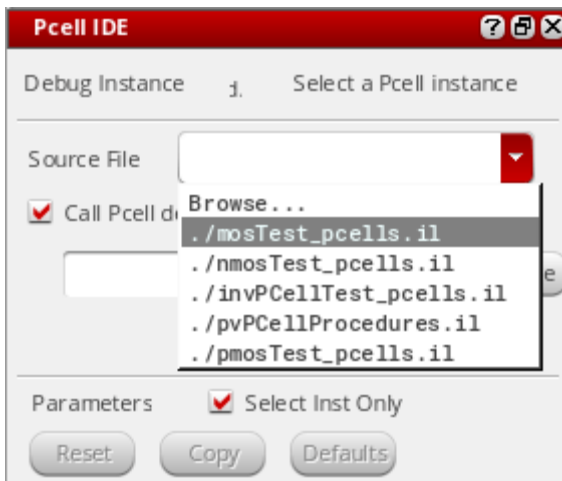 Pcell IDE
Debug Instance Select a Pcell instance
Source File
Browse...
Call Pcell d
./mosTest_pcells.il
./nmosTest_pcells.il
./invPCellTest_pcells.il
e
./pvPCellProcedures.il
./pmosTest_pcells.il
Parameters Select Inst Only
Reset Copy Defaults